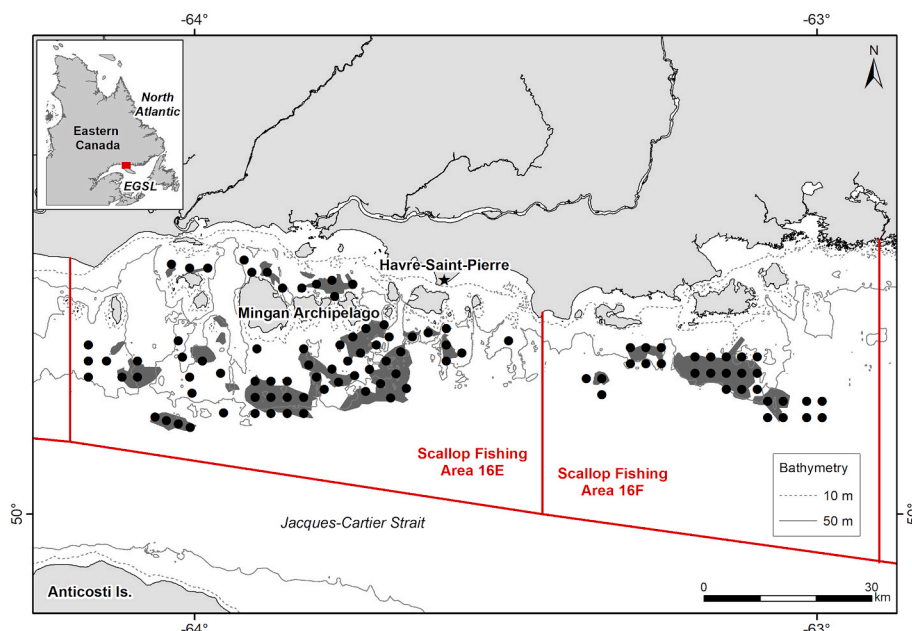 -64°
-63°
North
Atlantic
Eastern
Canada
EGSL
N
Havre-Saint-Pierre
Mingan Archipelago
Scallop Fishing
Area 16E
Scallop Fishing
Area 16F
Bathymetry
10 m
50 m
50°
50°
Jacques-Cartier Strait
Anticosti Is.
0
30
km
-64°
-63°